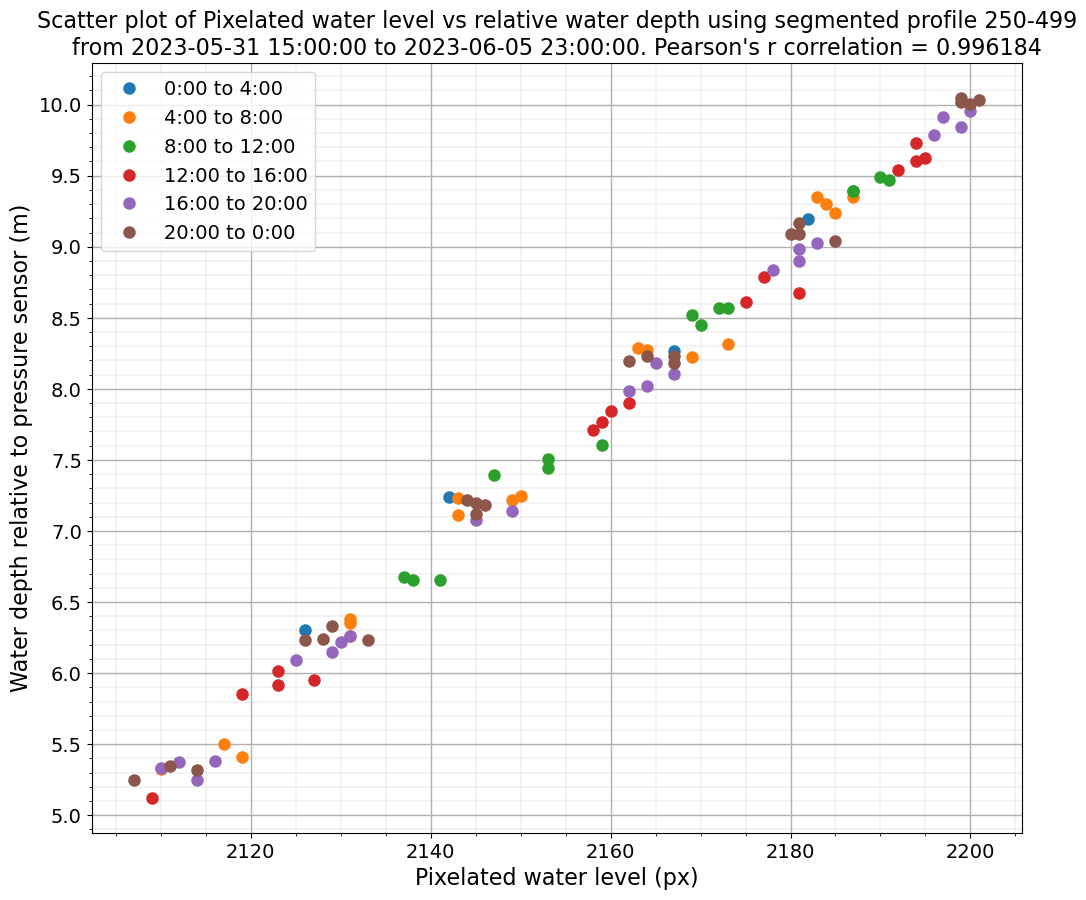 Scatter plot of Pixelated water level vs relative water depth using segmented profile 250-499
from 2023-05-31 15:00:00 to 2023-06-05 23:00:00. Pearson's r correlation = 0.996184
0:00 to 4:00
4:00 to 8:00
8:00 to 12:00
12:00 to 16:00
16:00 to 20:00
20:00 to 0:00
Water depth relative to pressure sensor (m)
10.0
9.5
9.0
8.5
8.0
7.5
7.0
6.5
6.0
5.5
5.0
2120 2140 2160 2180 2200
Pixelated water level (px)